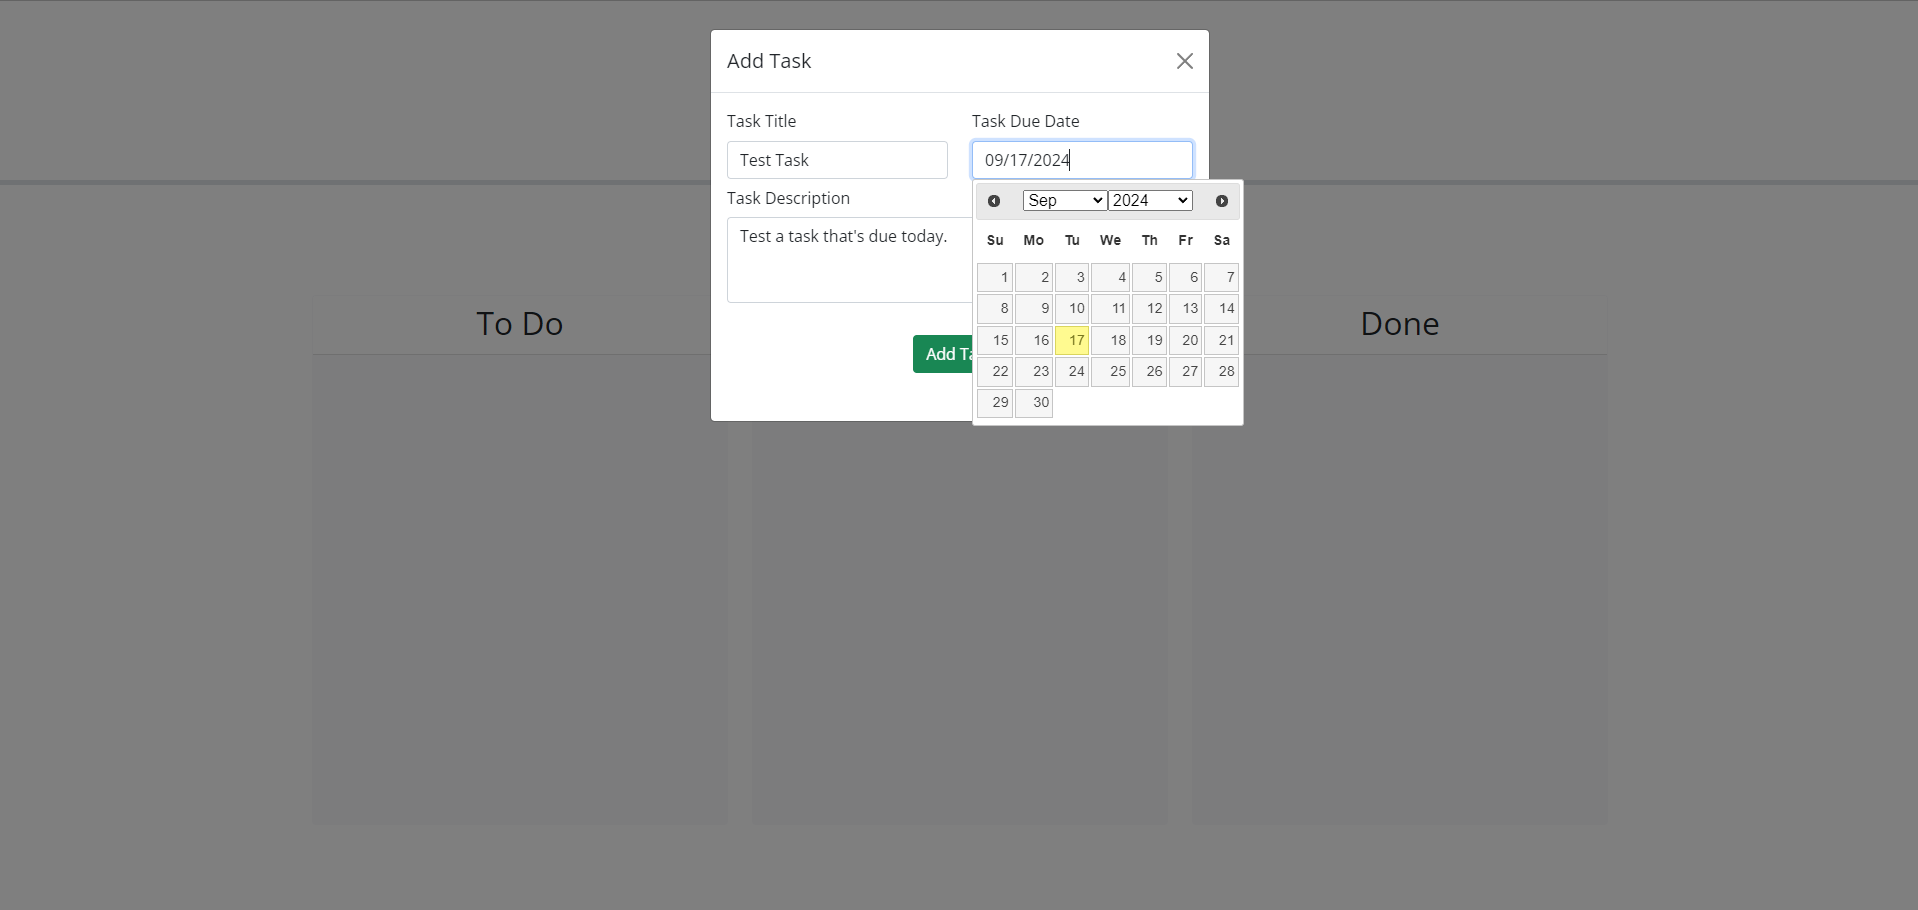 Add Task
Task Title
Task Due Date
Test Task
09/17/2024
Task Description
Sep 2024
Test a task that's due today.
Su Mo Tu We Th Fr Sa
1 2 3 4 5 6 7
8 9 10 11 12 13 14
15 16 17 18 19 20 21
22 23 24 25 26 27 28
29 30
Add Ta
To Do
Done